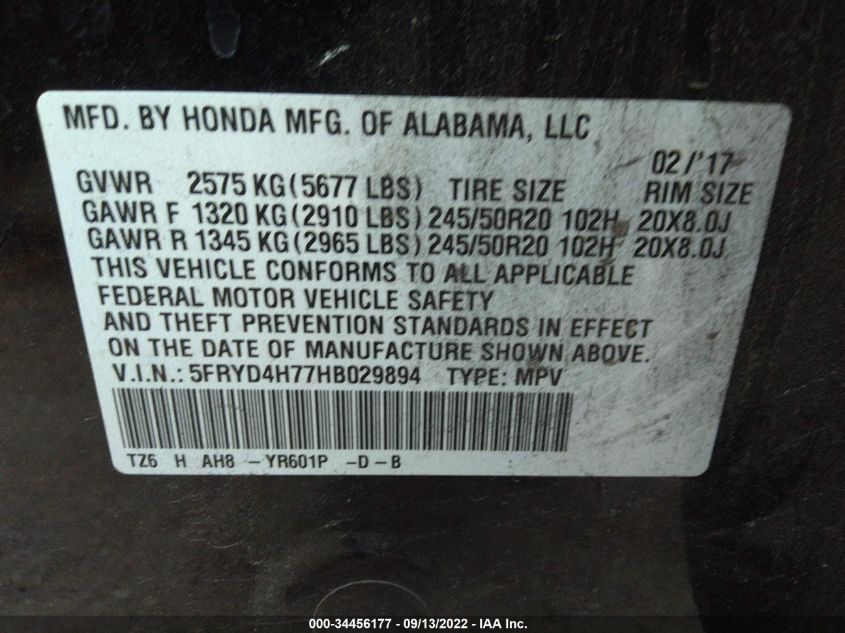 MFD. BY HONDA MFG. OF ALABAMA, LLC
02/'17
GVWR 2575 KG (5677 LBS) TIRE SIZE RIM SIZE
GAWR F 1320 KG (2910 LBS) 245/50R20 102H 20X8.0J
GAWR R 1345 KG (2965 LBS) 245/50R20 102H 20X8.0J
THIS VEHICLE CONFORMS TO ALL APPLICABLE
FEDERAL MOTOR VEHICLE SAFETY
AND THEFT PREVENTION STANDARDS IN EFFECT
ON THE DATE OF MANUFACTURE SHOWN ABOVE.
V.I.N.: 5FRYD4H77HB029894 TYPE: MPV
TZ6 H AH8 -YR601P -D-B
000-34456177 - 09/13/2022 - IAA Inc.